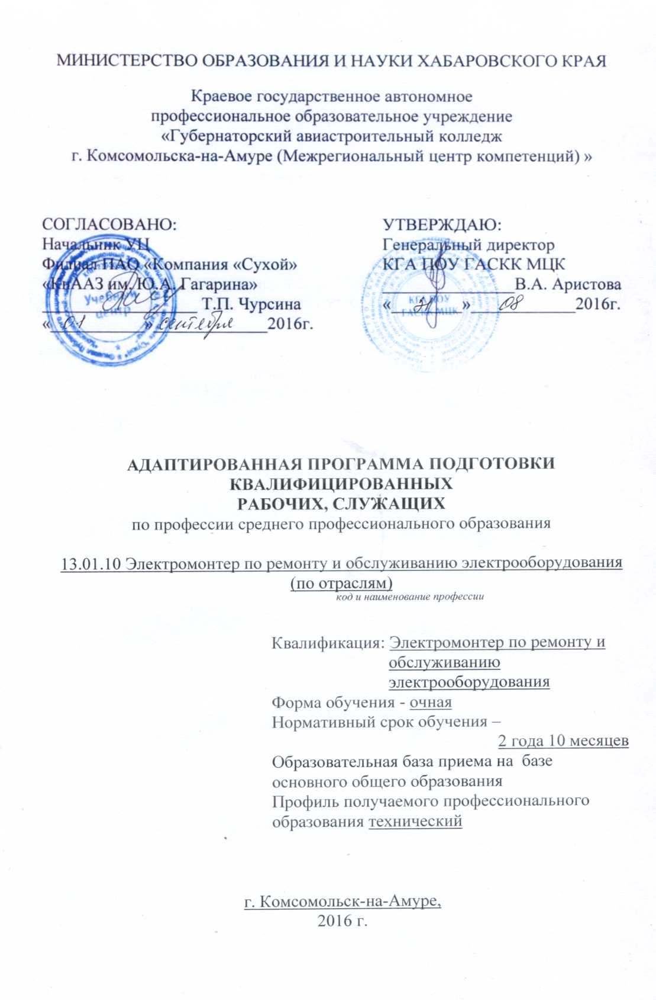 МИНИСТЕРСТВО ОБРАЗОВАНИЯ И НАУКИ ХАБАРОВСКОГО КРАЯ
Краевое государственное автономное
профессиональное образовательное учреждение
«Губернаторский авиастроительный колледж
г. Комсомольска-на-Амуре (Межрегиональный центр компетенций) »
СОГЛАСОВАНО:
Начальник УЦ
Филиал ПАО «Компания «Сухой»
«КнААЗ им. Ю.А. Гагарина»
Т.П. Чурсина
« 01 » сентября 2016г.
Учебный
центр
УТВЕРЖДАЮ:
Генеральный директор
КГА ПОУ ГАСКК МЦК
В.А. Аристова
« 31 » 08 2016г.
КГА ПОУ
ГАСКК МЦК
АДАПТИРОВАННАЯ ПРОГРАММА ПОДГОТОВКИ
КВАЛИФИЦИРОВАННЫХ
РАБОЧИХ, СЛУЖАЩИХ
по профессии среднего профессионального образования
13.01.10 Электромонтер по ремонту и обслуживанию электрооборудования
(по отраслям)
код и наименование профессии
Квалификация: Электромонтер по ремонту и
обслуживанию
электрооборудования
Форма обучения - очная
Нормативный срок обучения –
2 года 10 месяцев
Образовательная база приема на базе
основного общего образования
Профиль получаемого профессионального
образования технический
г. Комсомольск-на-Амуре,
2016 г.